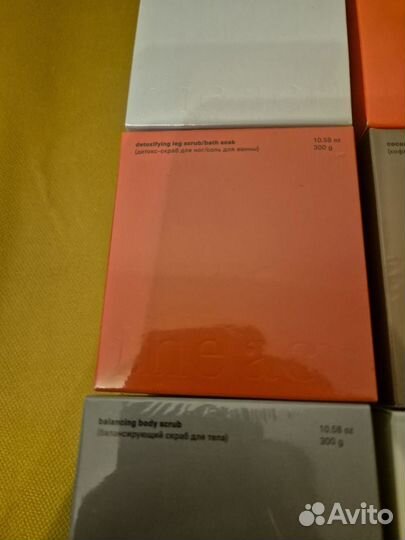 detoxifying leg scrub/bath soak 10.58 oz
(детокс-скраб для ног/соль для ванны) 300 g
balancing body scrub 10.58 oz
(балансирующий скраб для тела) 300 g
Avito